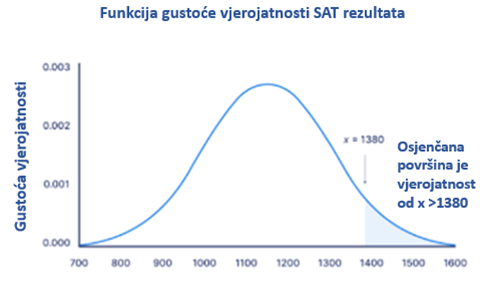 Funkcija gustoće vjerojatnosti SAT rezultata
Gustoća vjerojatnosti
0.003
0.002
0.001
0.000
x = 1380
Osjenčana
površina je
vjerojatnost
od x >1380
700 800 900 1000 1100 1200 1300 1400 1500 1600